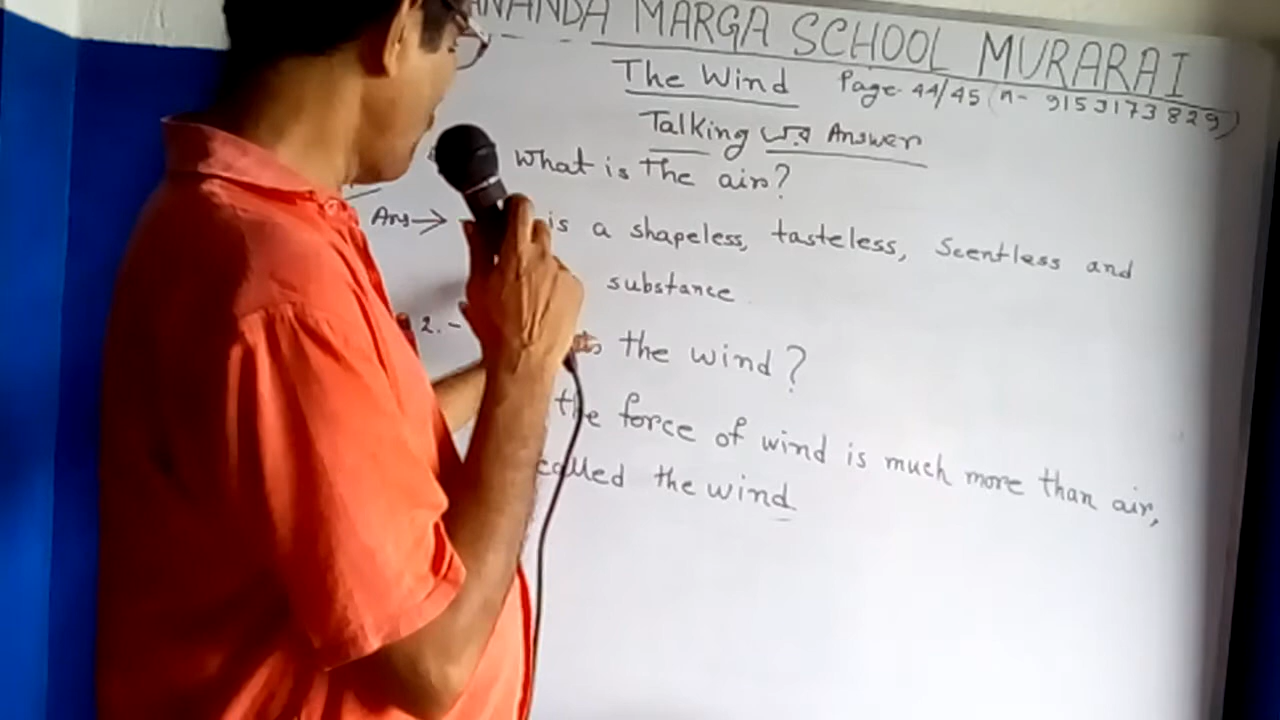 ANANDA MARGA SCHOOL MURARAI
The Wind Page 44/45 (n- 9153173829)
Talking এর Answer
What is The air?
Ans→ is a shapeless, tasteless, Scentless and
substance
2.- the wind?
the force of wind is much more than air,
called the wind